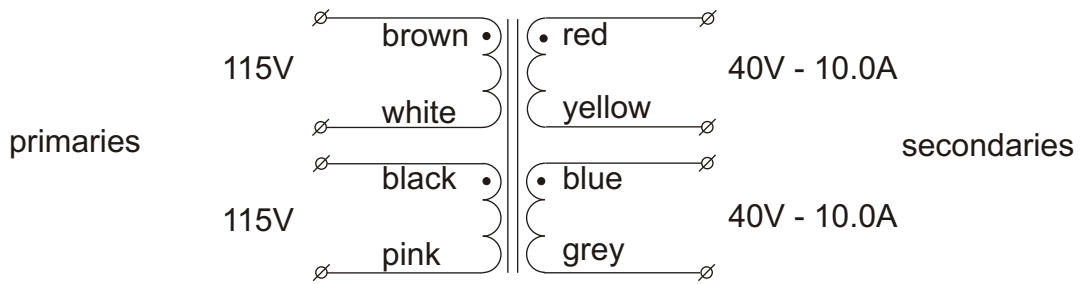 brown
red
115V
40V - 10.0A
white
yellow
primaries
secondaries
black
blue
115V
40V - 10.0A
pink
grey